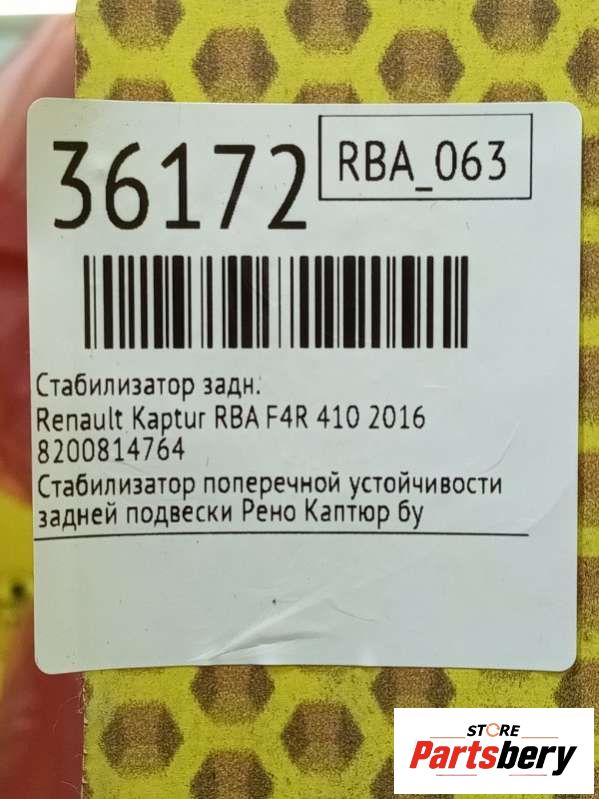 36172
RBA_063
Стабилизатор задн.
Renault Kaptur RBA F4R 410 2016
8200814764
Стабилизатор поперечной устойчивости
задней подвески Рено Каптюр бу
STORE
Partsbery